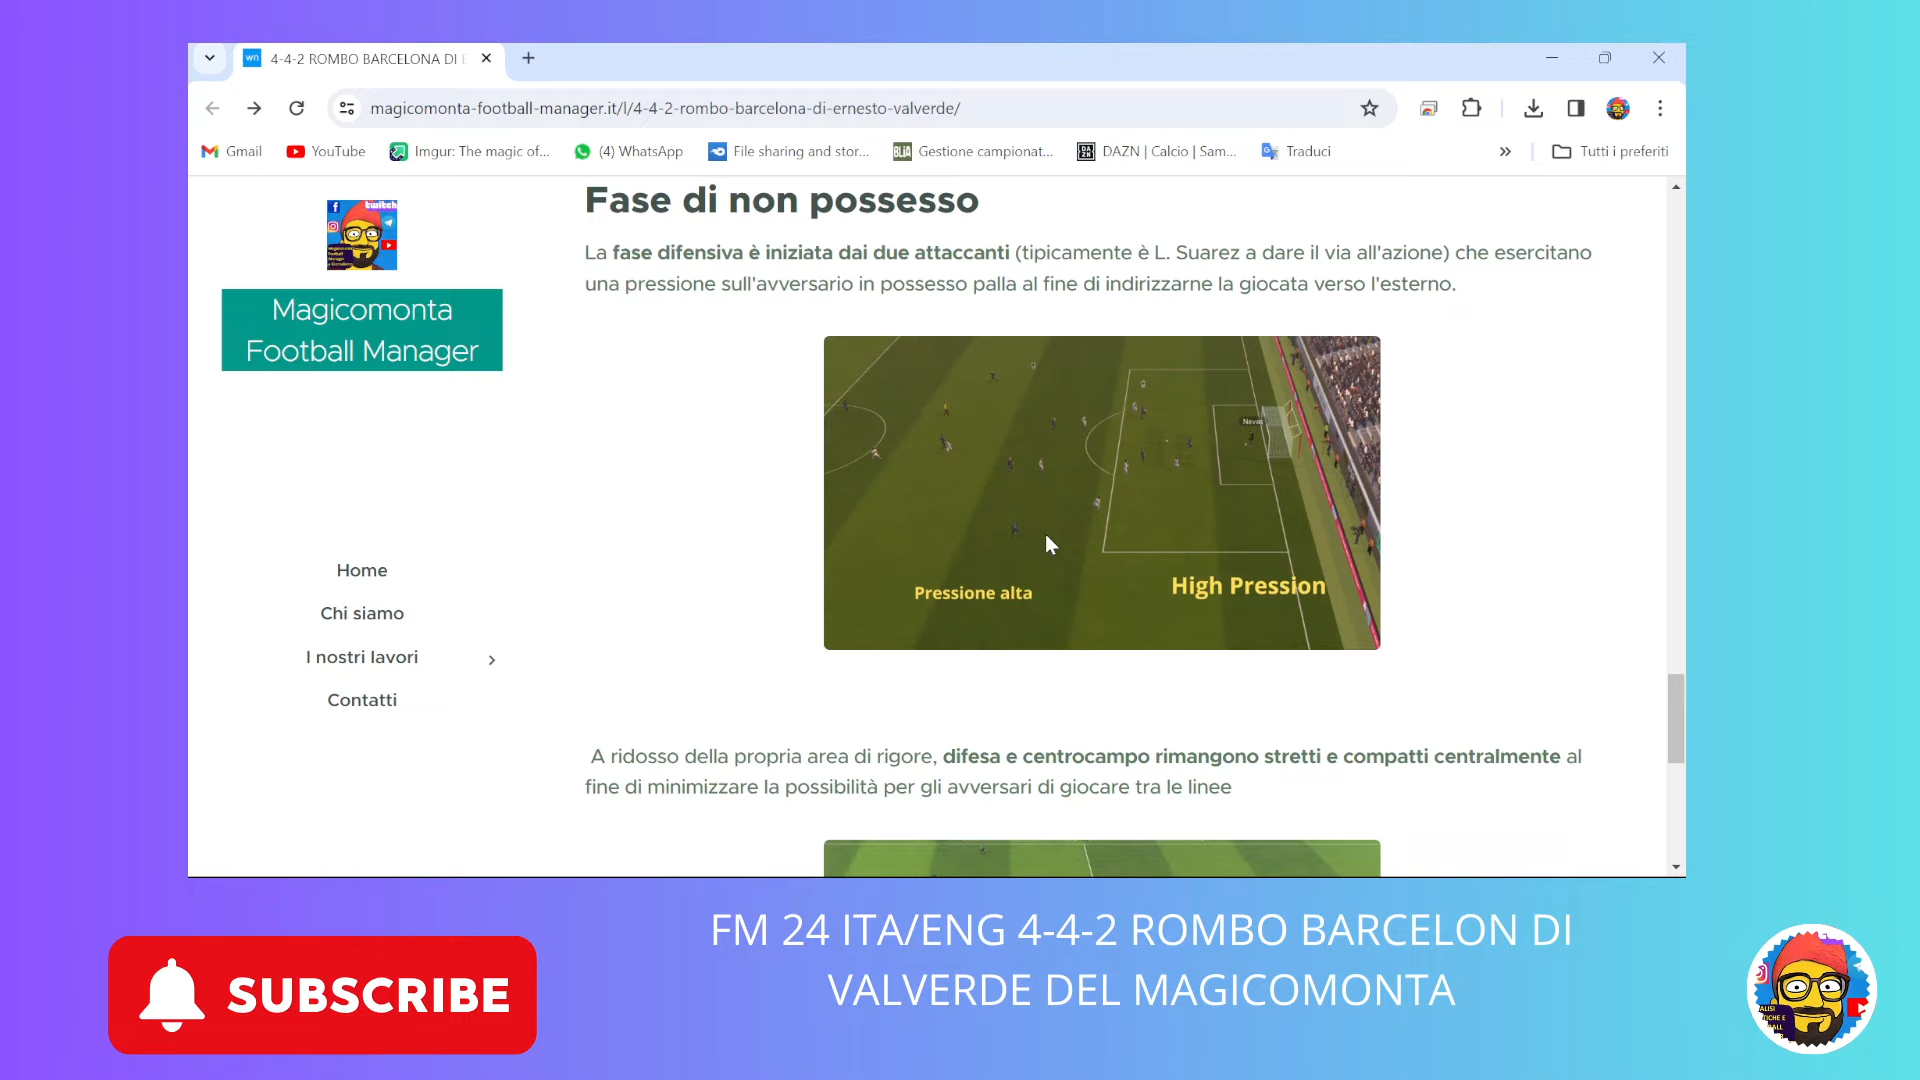 4-4-2 ROMBO BARCELONA DI E
magicomonta-football-manager.it/l/4-4-2-rombo-barcelona-di-ernesto-valverde/
Gmail
YouTube
Imgur: The magic of...
(4) WhatsApp
File sharing and stor...
Gestione campionat...
DAZN | Calcio | Sam...
Traduci
»
Tutti i preferiti
twitch
Magicomonta
Football Manager
Home
Chi siamo
I nostri lavori
Contatti
Fase di non possesso
La fase difensiva è iniziata dai due attaccanti (tipicamente è L. Suarez a dare il via all'azione) che esercitano
una pressione sull'avversario in possesso palla al fine di indirizzarne la giocata verso l'esterno.
Navas
Pressione alta
High Pression
A ridosso della propria area di rigore, difesa e centrocampo rimangono stretti e compatti centralmente al
fine di minimizzare la possibilità per gli avversari di giocare tra le linee
SUBSCRIBE
FM 24 ITA/ENG 4-4-2 ROMBO BARCELON DI
VALVERDE DEL MAGICOMONTA